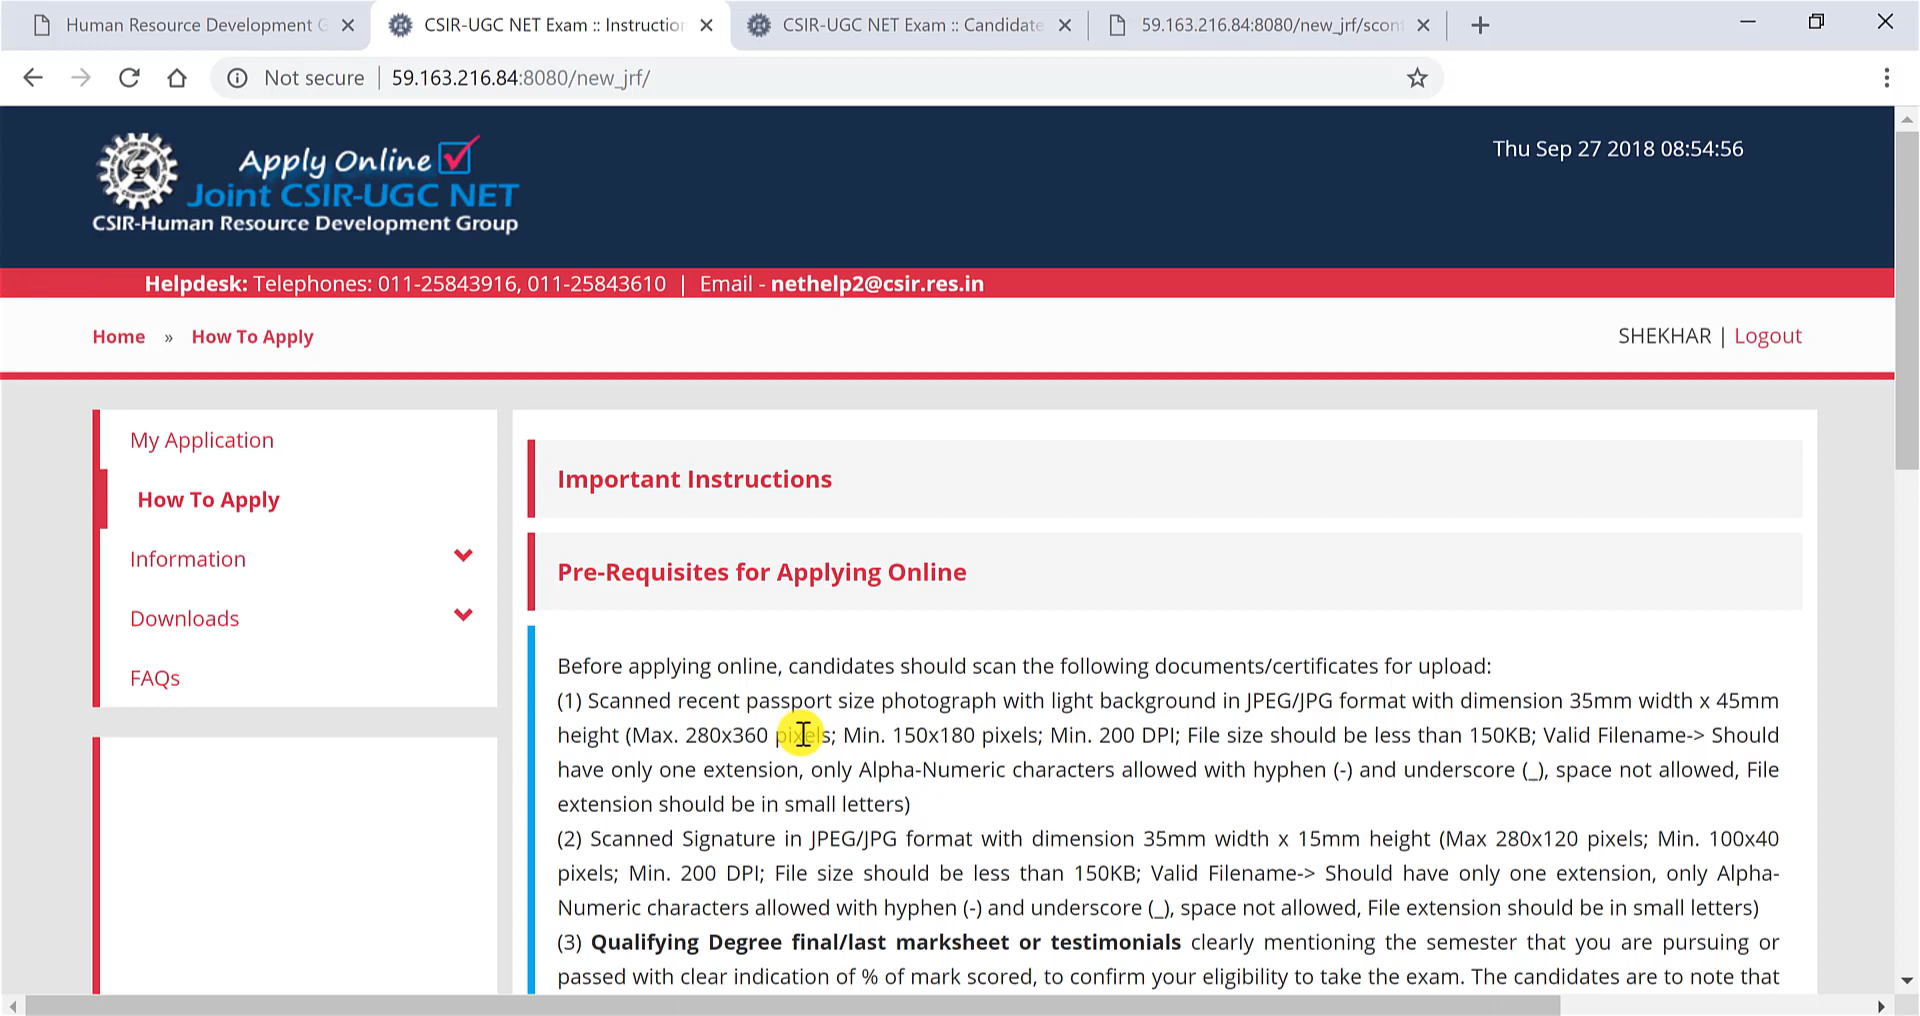 Human Resource Development G
CSIR-UGC NET Exam :: Instruction
CSIR-UGC NET Exam :: Candidate
59.163.216.84:8080/new_jrf/scon
Not secure | 59.163.216.84:8080/new_jrf/
Apply Online
Joint CSIR-UGC NET
CSIR-Human Resource Development Group
Thu Sep 27 2018 08:54:56
Helpdesk: Telephones: 011-25843916, 011-25843610 | Email - nethelp2@csir.res.in
Home » How To Apply
SHEKHAR | Logout
My Application
How To Apply
Information
Downloads
FAQs
Important Instructions
Pre-Requisites for Applying Online
Before applying online, candidates should scan the following documents/certificates for upload:
(1) Scanned recent passport size photograph with light background in JPEG/JPG format with dimension 35mm width x 45mm
height (Max. 280x360 pixels; Min. 150x180 pixels; Min. 200 DPI; File size should be less than 150KB; Valid Filename-> Should
have only one extension, only Alpha-Numeric characters allowed with hyphen (-) and underscore (_), space not allowed, File
extension should be in small letters)
(2) Scanned Signature in JPEG/JPG format with dimension 35mm width x 15mm height (Max 280x120 pixels; Min. 100x40
pixels; Min. 200 DPI; File size should be less than 150KB; Valid Filename-> Should have only one extension, only Alpha-
Numeric characters allowed with hyphen (-) and underscore (_), space not allowed, File extension should be in small letters)
(3) Qualifying Degree final/last marksheet or testimonials clearly mentioning the semester that you are pursuing or
passed with clear indication of % of mark scored, to confirm your eligibility to take the exam. The candidates are to note that